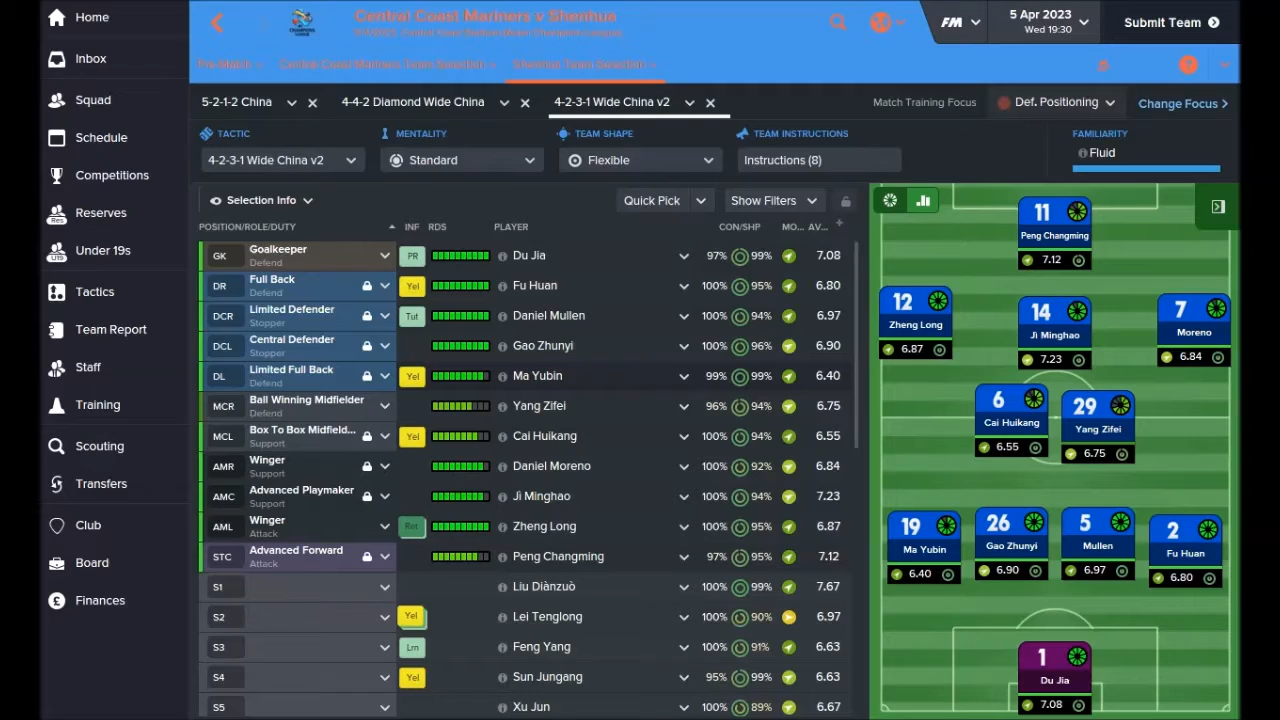 Home
Inbox
Squad
Schedule
Competitions
Res
Reserves
U19s
Under 19s
Tactics
Team Report
Staff
Training
Scouting
Transfers
Club
Board
Finances
Central Coast Mariners v Shenhua
FM
5 Apr 2023
Wed 19:30
Submit Team
Pre-Match
Central Coast Mariners Team Selection
Shenhua Team Selection
5-2-1-2 China
4-4-2 Diamond Wide China
4-2-3-1 Wide China v2
Match Training Focus
Def. Positioning
Change Focus
TACTIC
MENTALITY
TEAM SHAPE
TEAM INSTRUCTIONS
FAMILIARITY
4-2-3-1 Wide China v2
Standard
Flexible
Instructions (8)
Fluid
Selection Info
Quick Pick
Show Filters
POSITION/ROLE/DUTY INF RDS PLAYER CON/SHP MO... AV...
GK Goalkeeper Defend PR Du Jia 97% 99% 7.08
DR Full Back Defend Yel Fu Huan 100% 95% 6.80
DCR Limited Defender Stopper Tut Daniel Mullen 100% 94% 6.97
DCL Central Defender Stopper Gao Zhunyi 100% 96% 6.90
DL Limited Full Back Defend Yel Ma Yubin 99% 99% 6.40
MCR Ball Winning Midfielder Defend Yang Zifei 96% 94% 6.75
MCL Box To Box Midfield... Support Yel Cai Huikang 100% 94% 6.55
AMR Winger Support Daniel Moreno 100% 92% 6.84
AMC Advanced Playmaker Support Jì Minghao 100% 94% 7.23
AML Winger Attack Ret Zheng Long 100% 95% 6.87
STC Advanced Forward Attack Peng Changming 97% 95% 7.12
S1 Liu Diànzuò 100% 99% 7.67
S2 Yel Lei Tenglong 100% 90% 6.97
S3 Lrn Feng Yang 100% 91% 6.63
S4 Yel Sun Jungang 95% 99% 6.63
S5 Xu Jun 100% 89% 6.67
11
Peng Changming
7.12
12
Zheng Long
6.87
14
Jì Minghao
7.23
7
Moreno
6.84
6
Cai Huikang
6.55
29
Yang Zifei
6.75
19
Ma Yubin
6.40
26
Gao Zhunyi
6.90
5
Mullen
6.97
2
Fu Huan
6.80
1
Du Jia
7.08